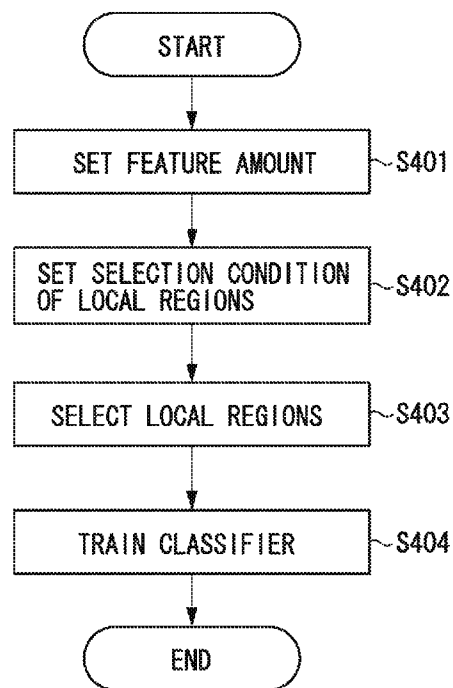 START
SET FEATURE AMOUNT
S401
SET SELECTION CONDITION
OF LOCAL REGIONS
S402
SELECT LOCAL REGIONS
S403
TRAIN CLASSIFIER
S404
END